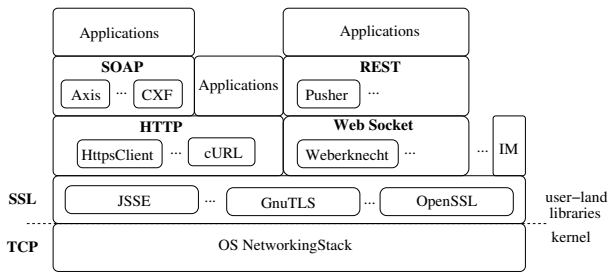 Applications
Applications
SOAP
Axis ... CXF
Applications
REST
Pusher ...
HTTP
HttpsClient ... cURL
Web Socket
Weberknecht ...
... IM
SSL
JSSE ... GnuTLS ... OpenSSL
user-land
libraries
kernel
TCP
OS NetworkingStack